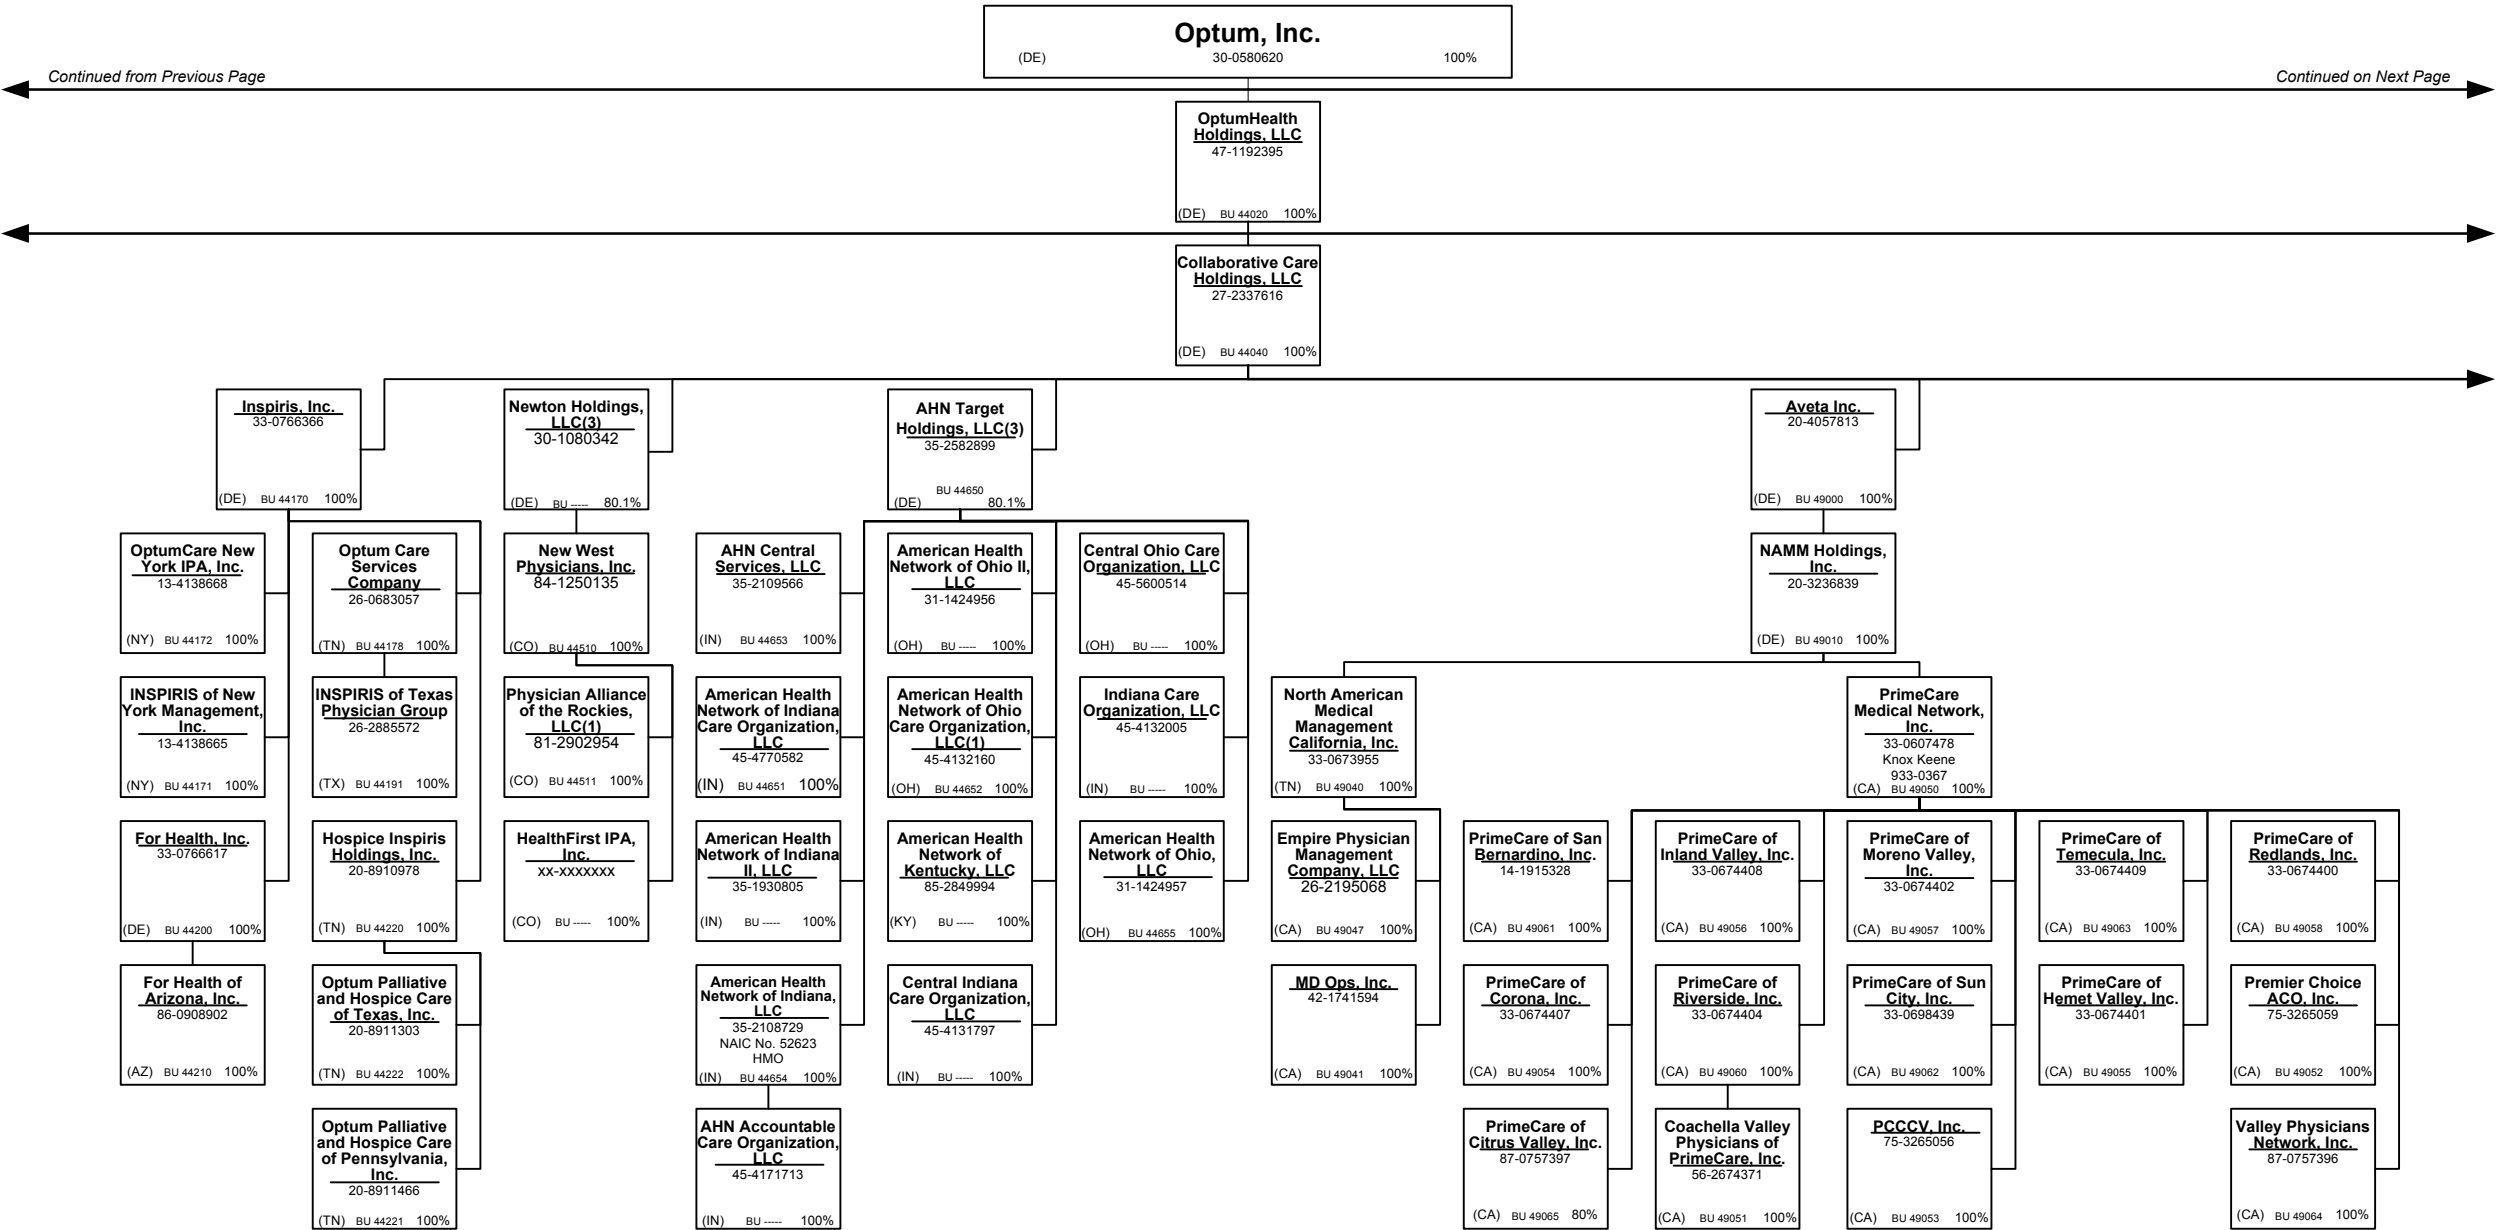 Optum, Inc.
(DE) 30-0580620 100%
Continued from Previous Page
Continued on Next Page
OptumHealth
Holdings, LLC
47-1192395
(DE) BU 44020 100%
Collaborative Care
Holdings, LLC
27-2337616
(DE) BU 44040 100%
Inspiris, Inc.
33-0766366
(DE) BU 44170 100%
Newton Holdings,
LLC(3)
30-1080342
(DE) BU ----- 80.1%
AHN Target
Holdings, LLC(3)
35-2582899
BU 44650
(DE) 80.1%
Aveta Inc.
20-4057813
(DE) BU 49000 100%
OptumCare New
York IPA, Inc.
13-4138668
(NY) BU 44172 100%
Optum Care
Services
Company
26-0683057
(TN) BU 44178 100%
New West
Physicians, Inc.
84-1250135
(CO) BU 44510 100%
AHN Central
Services, LLC
35-2109566
(IN) BU 44653 100%
American Health
Network of Ohio II,
LLC
31-1424956
(OH) BU ----- 100%
Central Ohio Care
Organization, LLC
45-5600514
(OH) BU ----- 100%
NAMM Holdings,
Inc.
20-3236839
(DE) BU 49010 100%
INSPIRIS of New
York Management,
Inc.
13-4138665
(NY) BU 44171 100%
INSPIRIS of Texas
Physician Group
26-2885572
(TX) BU 44191 100%
Physician Alliance
of the Rockies,
LLC(1)
81-2902954
(CO) BU 44511 100%
American Health
Network of Indiana
Care Organization,
LLC
45-4770582
(IN) BU 44651 100%
American Health
Network of Ohio
Care Organization,
LLC(1)
45-4132160
(OH) BU 44652 100%
Indiana Care
Organization, LLC
45-4132005
(IN) BU ----- 100%
North American
Medical
Management
California, Inc.
33-0673955
(TN) BU 49040 100%
PrimeCare
Medical Network,
Inc.
33-0607478
Knox Keene
933-0367
(CA) BU 49050 100%
For Health, Inc.
33-0766617
(DE) BU 44200 100%
Hospice Inspiris
Holdings, Inc.
20-8910978
(TN) BU 44220 100%
HealthFirst IPA,
Inc.
xx-xxxxxxx
(CO) BU ----- 100%
American Health
Network of Indiana
II, LLC
35-1930805
(IN) BU ----- 100%
American Health
Network of
Kentucky, LLC
85-2849994
(KY) BU ----- 100%
American Health
Network of Ohio,
LLC
31-1424957
(OH) BU 44655 100%
Empire Physician
Management
Company, LLC
26-2195068
(CA) BU 49047 100%
PrimeCare of San
Bernardino, Inc.
14-1915328
(CA) BU 49061 100%
PrimeCare of
Inland Valley, Inc.
33-0674408
(CA) BU 49056 100%
PrimeCare of
Moreno Valley,
Inc.
33-0674402
(CA) BU 49057 100%
PrimeCare of
Temecula, Inc.
33-0674409
(CA) BU 49063 100%
PrimeCare of
Redlands, Inc.
33-0674400
(CA) BU 49058 100%
For Health of
Arizona, Inc.
86-0908902
(AZ) BU 44210 100%
Optum Palliative
and Hospice Care
of Texas, Inc.
20-8911303
(TN) BU 44222 100%
American Health
Network of Indiana,
LLC
35-2108729
NAIC No. 52623
HMO
(IN) BU 44654 100%
Central Indiana
Care Organization,
LLC
45-4131797
(IN) BU ----- 100%
MD Ops, Inc.
42-1741594
(CA) BU 49041 100%
PrimeCare of
Corona, Inc.
33-0674407
(CA) BU 49054 100%
PrimeCare of
Riverside, Inc.
33-0674404
(CA) BU 49060 100%
PrimeCare of Sun
City, Inc.
33-0698439
(CA) BU 49062 100%
PrimeCare of
Hemet Valley, Inc.
33-0674401
(CA) BU 49055 100%
Premier Choice
ACO, Inc.
75-3265059
(CA) BU 49052 100%
Optum Palliative
and Hospice Care
of Pennsylvania,
Inc.
20-8911466
(TN) BU 44221 100%
AHN Accountable
Care Organization,
LLC
45-4171713
(IN) BU ----- 100%
PrimeCare of
Citrus Valley, Inc.
87-0757397
(CA) BU 49065 80%
Coachella Valley
Physicians of
PrimeCare, Inc.
56-2674371
(CA) BU 49051 100%
PCCCV, Inc.
75-3265056
(CA) BU 49053 100%
Valley Physicians
Network, Inc.
87-0757396
(CA) BU 49064 100%